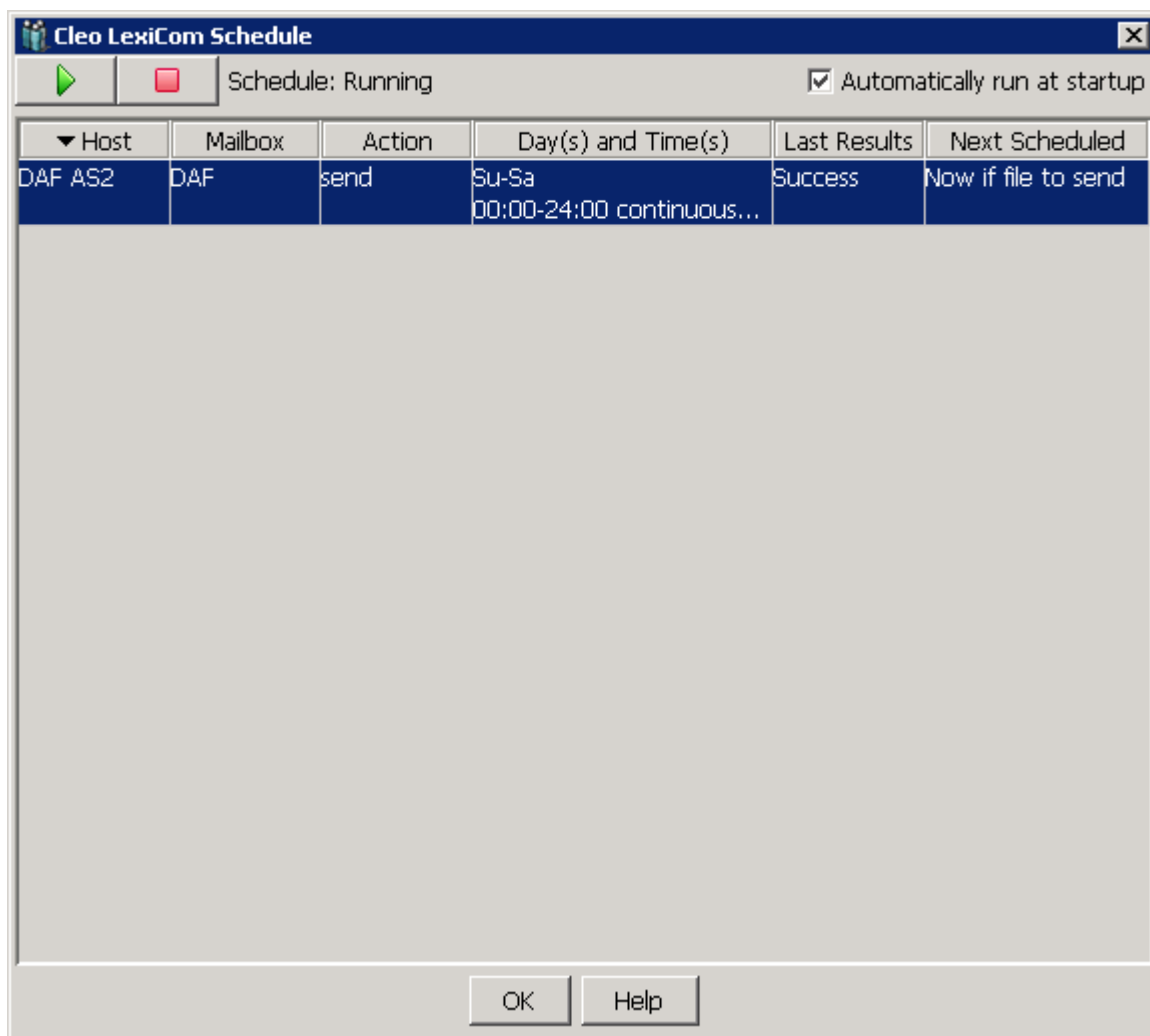 Cleo LexiCom Schedule
Schedule: Running Automatically run at startup
Host Mailbox Action Day(s) and Time(s) Last Results Next Scheduled
DAF AS2 DAF send Su-Sa Success Now if file to send
00:00-24:00 continuous...
OK Help